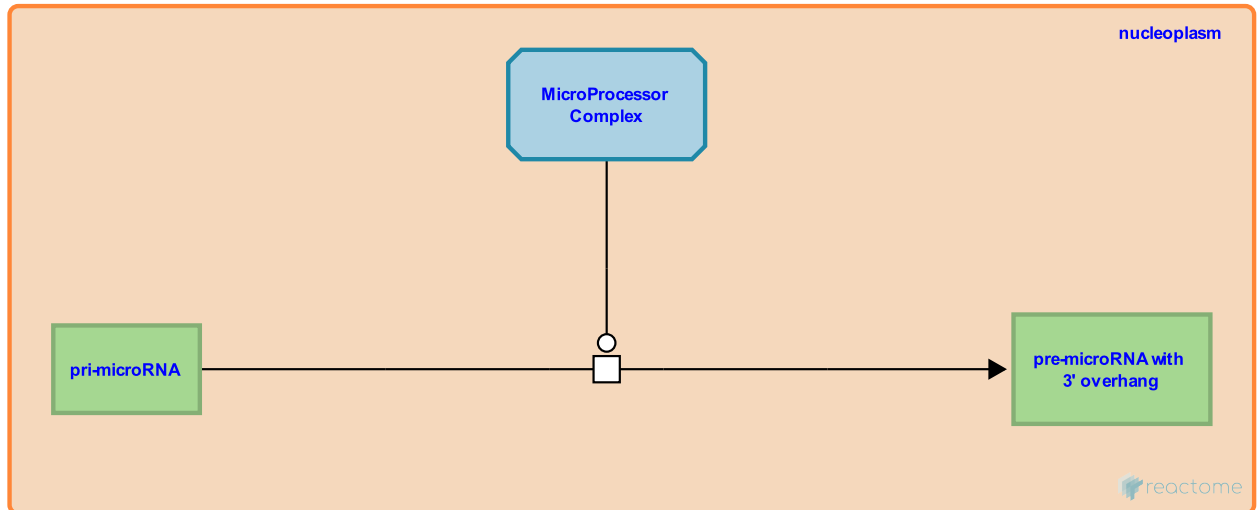 nucleoplasm
MicroProcessor
Complex
pri-microRNA
pre-microRNA with
3' overhang
reactome